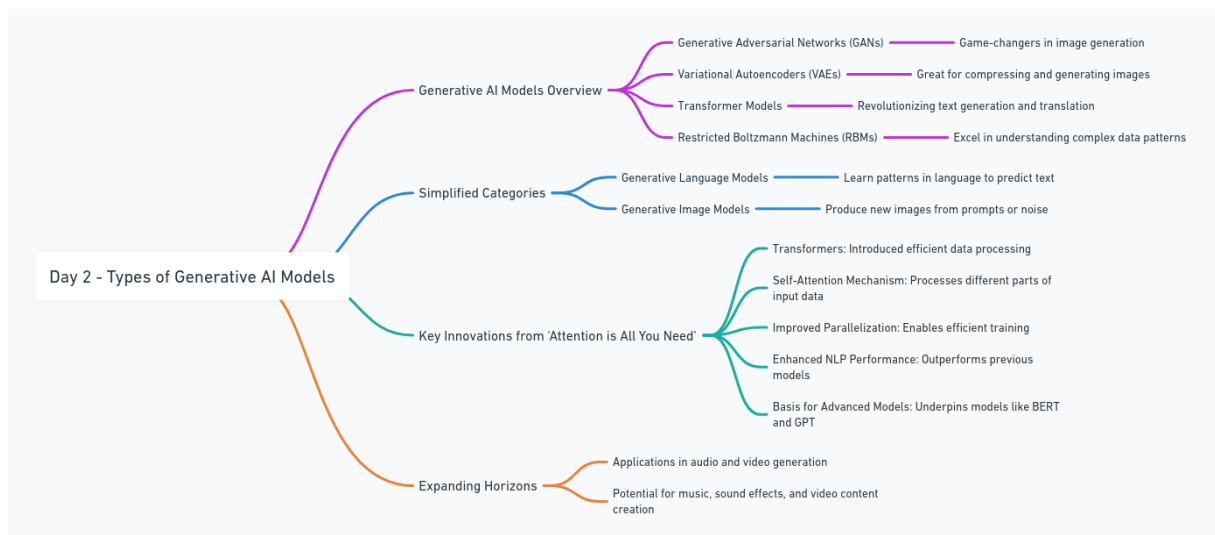 Day 2 - Types of Generative AI Models
Generative AI Models Overview
Generative Adversarial Networks (GANs)
Game-changers in image generation
Variational Autoencoders (VAEs)
Great for compressing and generating images
Transformer Models
Revolutionizing text generation and translation
Restricted Boltzmann Machines (RBMs)
Excel in understanding complex data patterns
Simplified Categories
Generative Language Models
Learn patterns in language to predict text
Generative Image Models
Produce new images from prompts or noise
Key Innovations from 'Attention is All You Need'
Transformers: Introduced efficient data processing
Self-Attention Mechanism: Processes different parts of
input data
Improved Parallelization: Enables efficient training
Enhanced NLP Performance: Outperforms previous
models
Basis for Advanced Models: Underpins models like BERT
and GPT
Expanding Horizons
Applications in audio and video generation
Potential for music, sound effects, and video content
creation